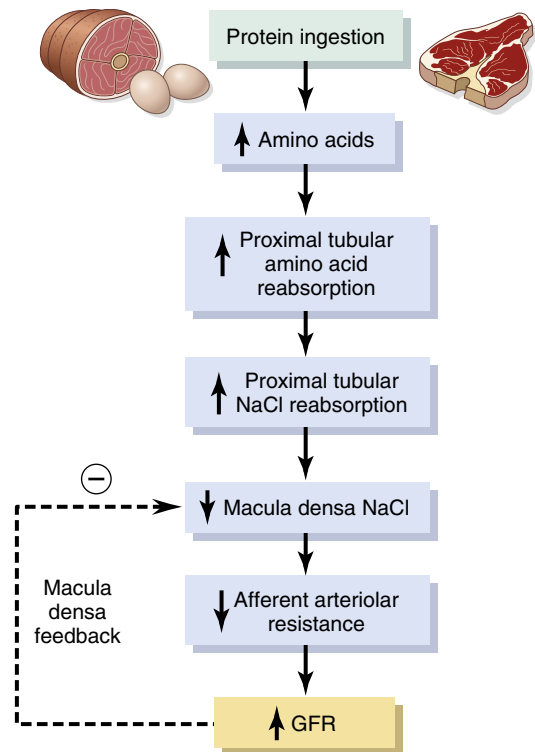 Protein ingestion
Amino acids
Proximal tubular
amino acid
reabsorption
Proximal tubular
NaCl reabsorption
−
Macula densa NaCl
Macula
densa
feedback
Afferent arteriolar
resistance
GFR